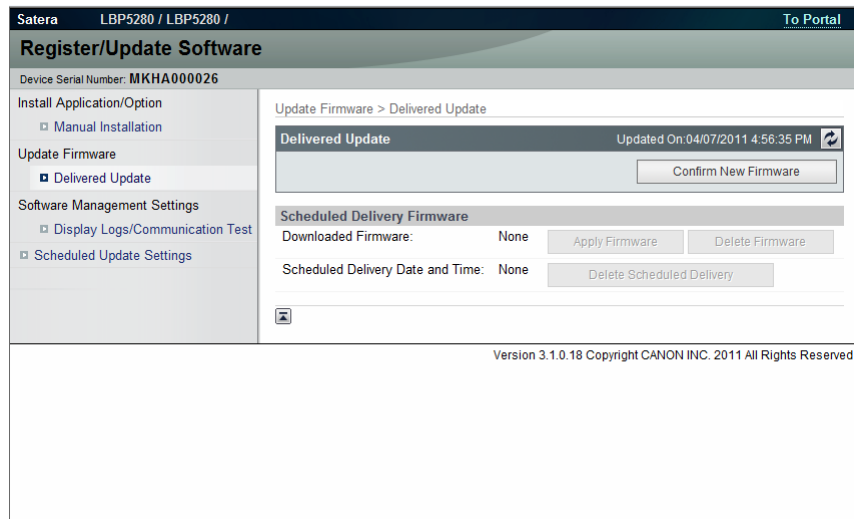 Satera LBP5280 / LBP5280 / To Portal
Register/Update Software
Device Serial Number: MKHA000026
Install Application/Option
Manual Installation
Update Firmware
Delivered Update
Software Management Settings
Display Logs/Communication Test
Scheduled Update Settings
Update Firmware > Delivered Update
Delivered Update Updated On:04/07/2011 4:56:35 PM
Confirm New Firmware
Scheduled Delivery Firmware
Downloaded Firmware: None Apply Firmware Delete Firmware
Scheduled Delivery Date and Time: None Delete Scheduled Delivery
Version 3.1.0.18 Copyright CANON INC. 2011 All Rights Reserved